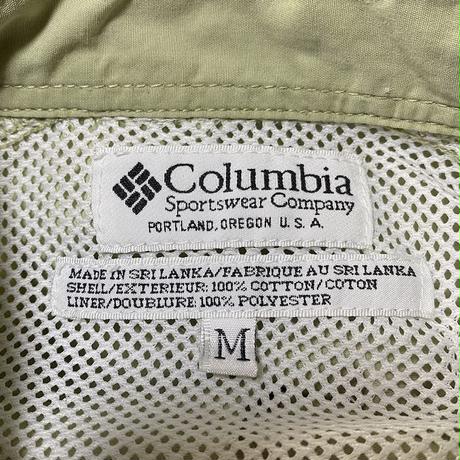 Columbia
Sportswear Company
PORTLAND, OREGON U. S. A.
MADE IN SRI LANKA/FABRIQUE AU SRI LANKA
SHELL/EXTERIEUR: 100% COTTON/COTON
LINER/DOUBLURE: 100% POLYESTER
M